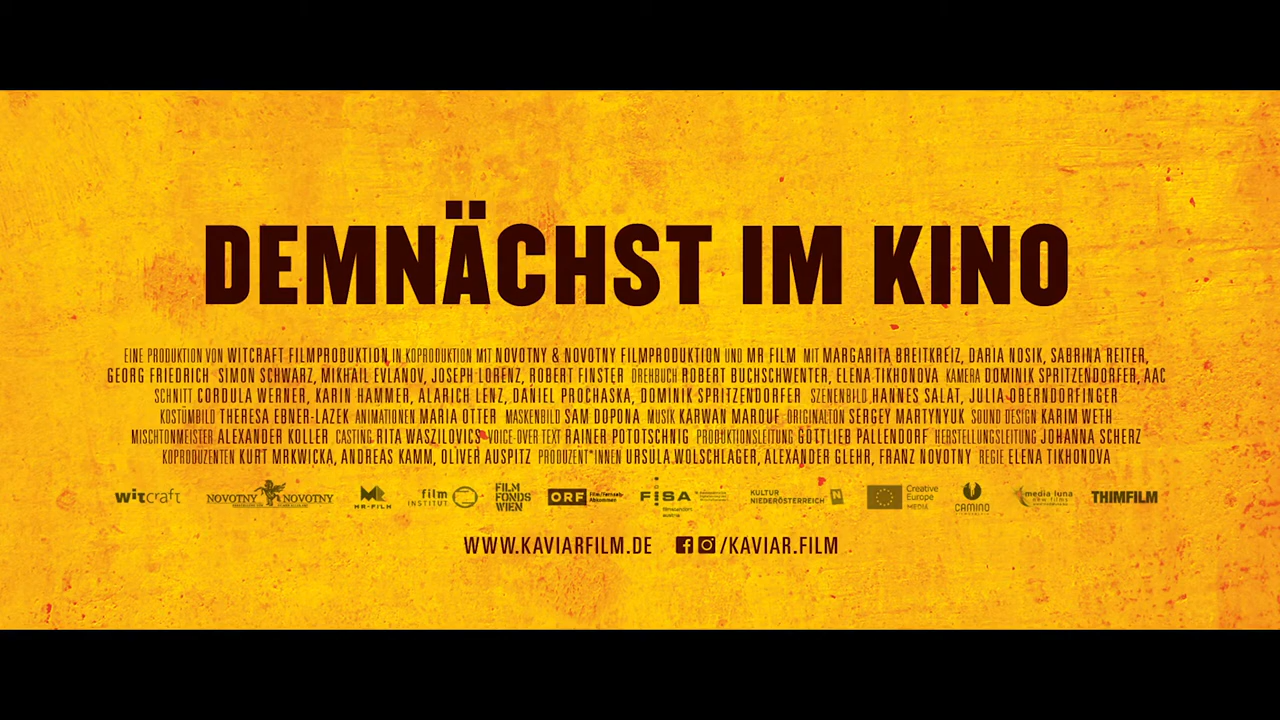 DEMNÄCHST IM KINO
EINE PRODUKTION VON WITCRAFT FILMPRODUKTION IN KOPRODUKTION MIT NOVOTNY & NOVOTNY FILMPRODUKTION UND MR FILM MIT MARGARITA BREITKREIZ, DARIA NOSIK, SABRINA REITER,
GEORG FRIEDRICH SIMON SCHWARZ, MIKHAIL EVLANOV, JOSEPH LORENZ, ROBERT FINSTER DREHBUCH ROBERT BUCHSCHWENTER, ELENA TIKHONOVA KAMERA DOMINIK SPRITZENDORFER, AAC
SCHNITT CORDULA WERNER, KARIN HAMMER, ALARICH LENZ, DANIEL PROCHASKA, DOMINIK SPRITZENDORFER SZENENBILD HANNES SALAT, JULIA OBERNDORFINGER
KOSTÜMBILD THERESA EBNER-LAZEK ANIMATIONEN MARIA OTTER MASKENBILD SAM DOPONA MUSIK KARWAN MAROUF ORIGINALTON SERGEY MARTYNYUK SOUND DESIGN KARIM WETH
MISCHTONMEISTER ALEXANDER KOLLER CASTING RITA WASZILOVICS VOICE-OVER TEXT RAINER POTOTSCHNIG PRODUKTIONSLEITUNG GOTTLIEB PALLENDORF HERSTELLUNGSLEITUNG JOHANNA SCHERZ
KOPRODUZENTEN KURT MRKWICKA, ANDREAS KAMM, OLIVER AUSPITZ PRODUZENT*INNEN URSULA WOLSCHLAGER, ALEXANDER GLEHR, FRANZ NOVOTNY REGIE ELENA TIKHONOVA
witcraft NOVOTNY NOVOTNY MR-FILM film INSTITUT FILM FONDS WIEN ORF Film/Fernseh-Abkommen FISA filmstandort austria KULTUR NIEDERÖSTERREICH N Creative Europe MEDIA CAMINO media luna new films THIMFILM
WWW.KAVIARFILM.DE /KAVIAR.FILM